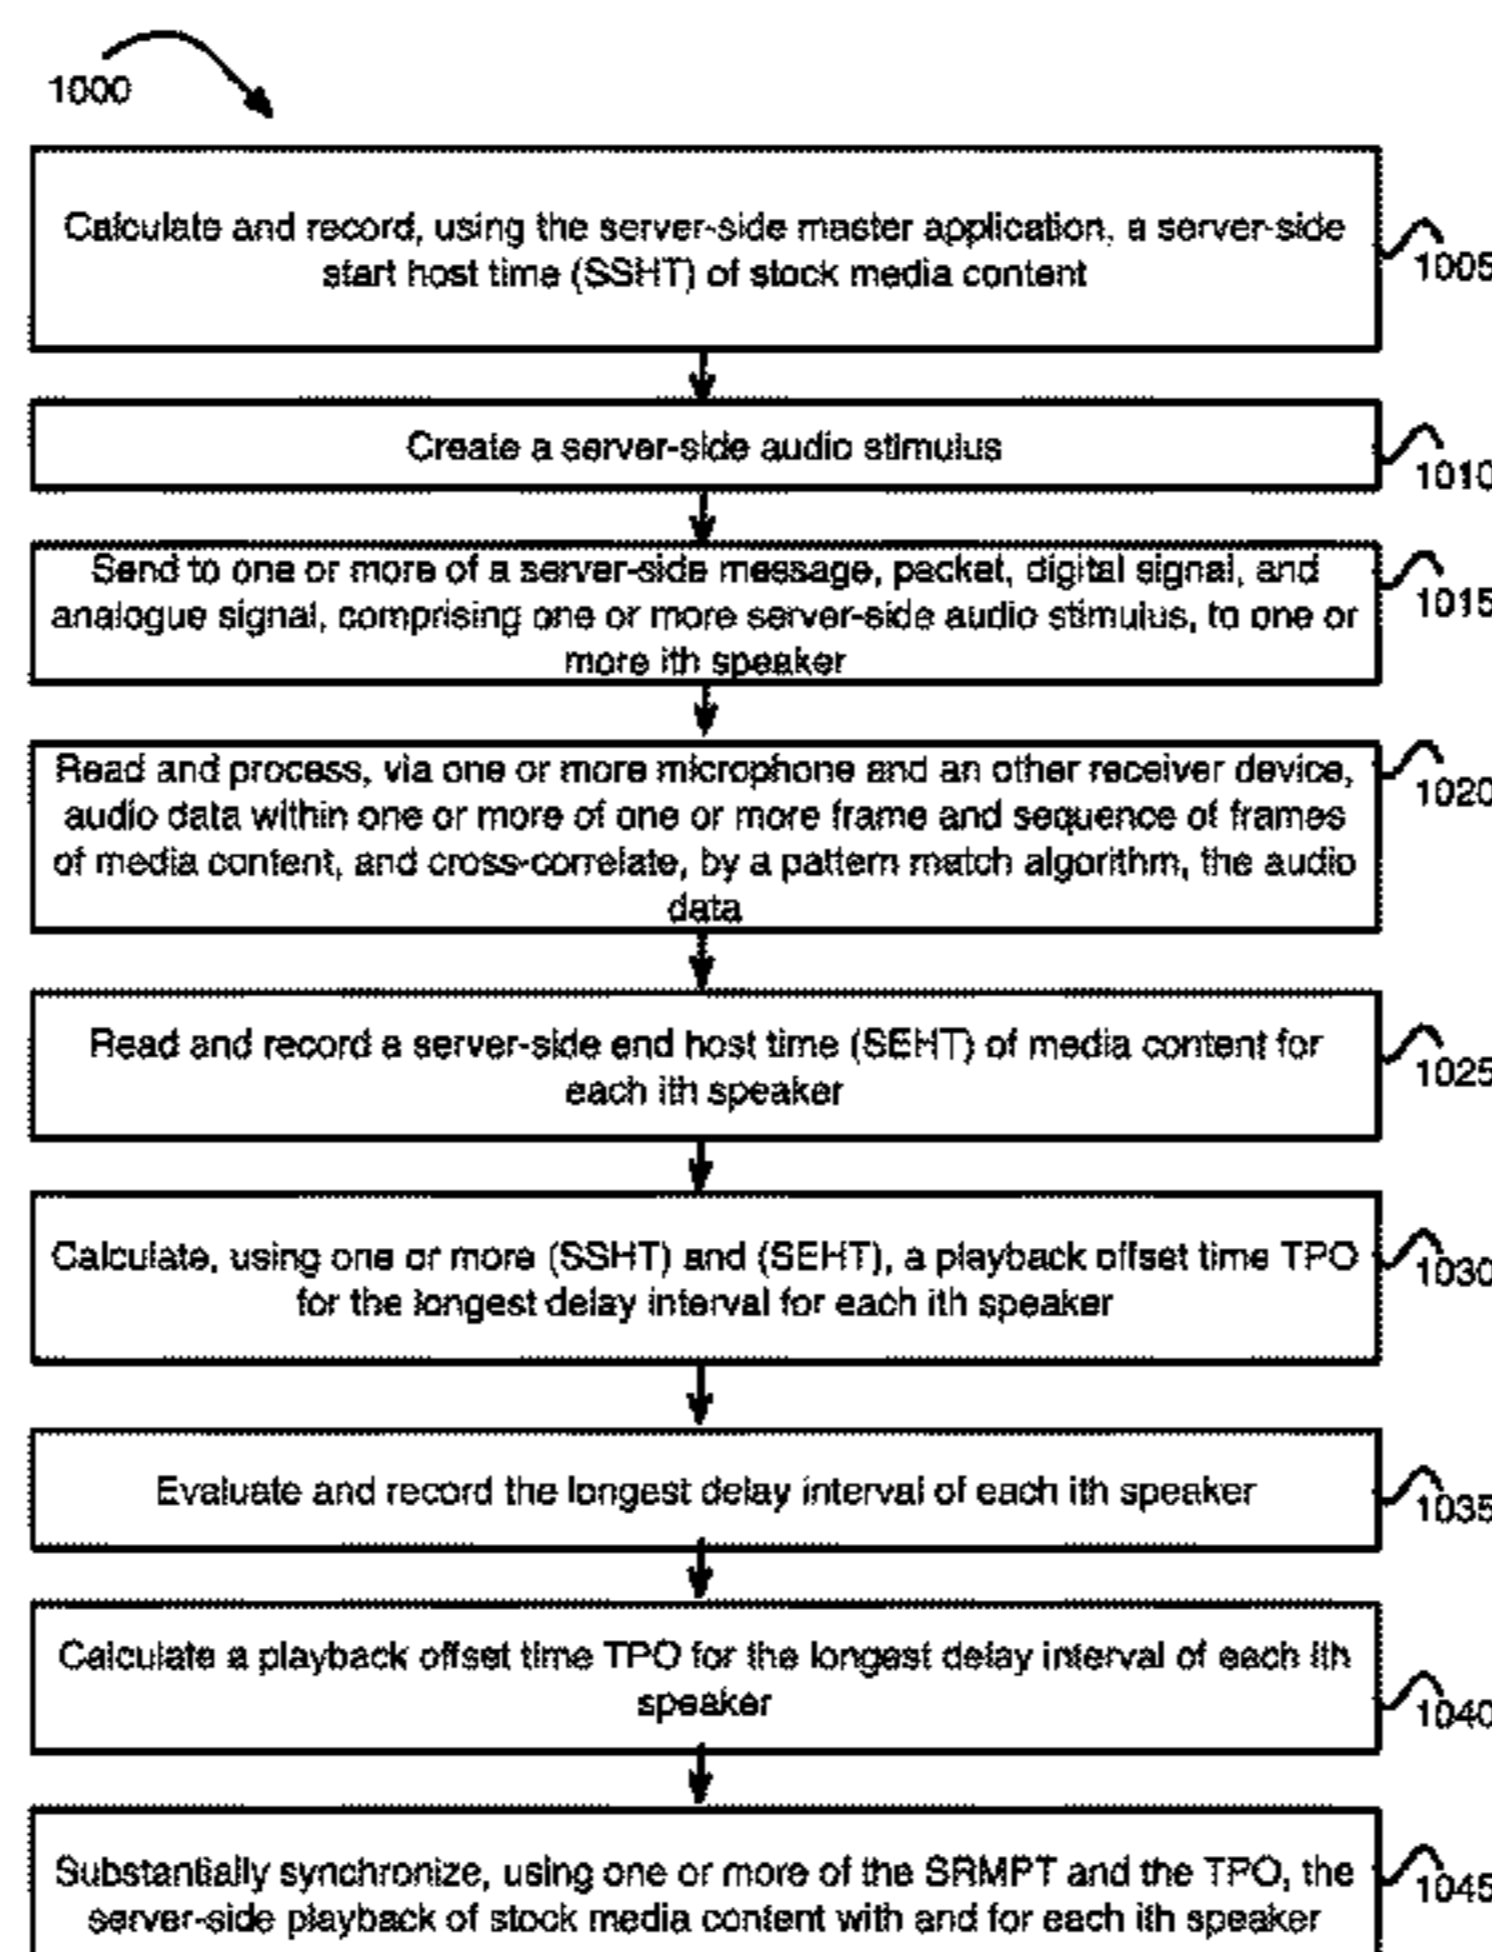 1000
Calculate and record, using the server-side master application, a server-side
start host time (SSHT) of stock media content
1005
Create a server-side audio stimulus
1010
Send to one or more of a server-side message, packet, digital signal, and
analogue signal, comprising one or more server-side audio stimulus, to one or
more ith speaker
1015
Read and process, via one or more microphone and an other receiver device,
audio data within one or more of one or more frame and sequence of frames
of media content, and cross-correlate, by a pattern match algorithm, the audio
data
1020
Read and record a server-side end host time (SEHT) of media content for
each ith speaker
1025
Calculate, using one or more (SSHT) and (SEHT), a playback offset time TPO
for the longest delay interval for each ith speaker
1030
Evaluate and record the longest delay interval of each ith speaker
1035
Calculate a playback offset time TPO for the longest delay interval of each ith
speaker
1040
Substantially synchronize, using one or more of the SRMPT and the TPO, the
server-side playback of stock media content with and for each ith speaker
1045